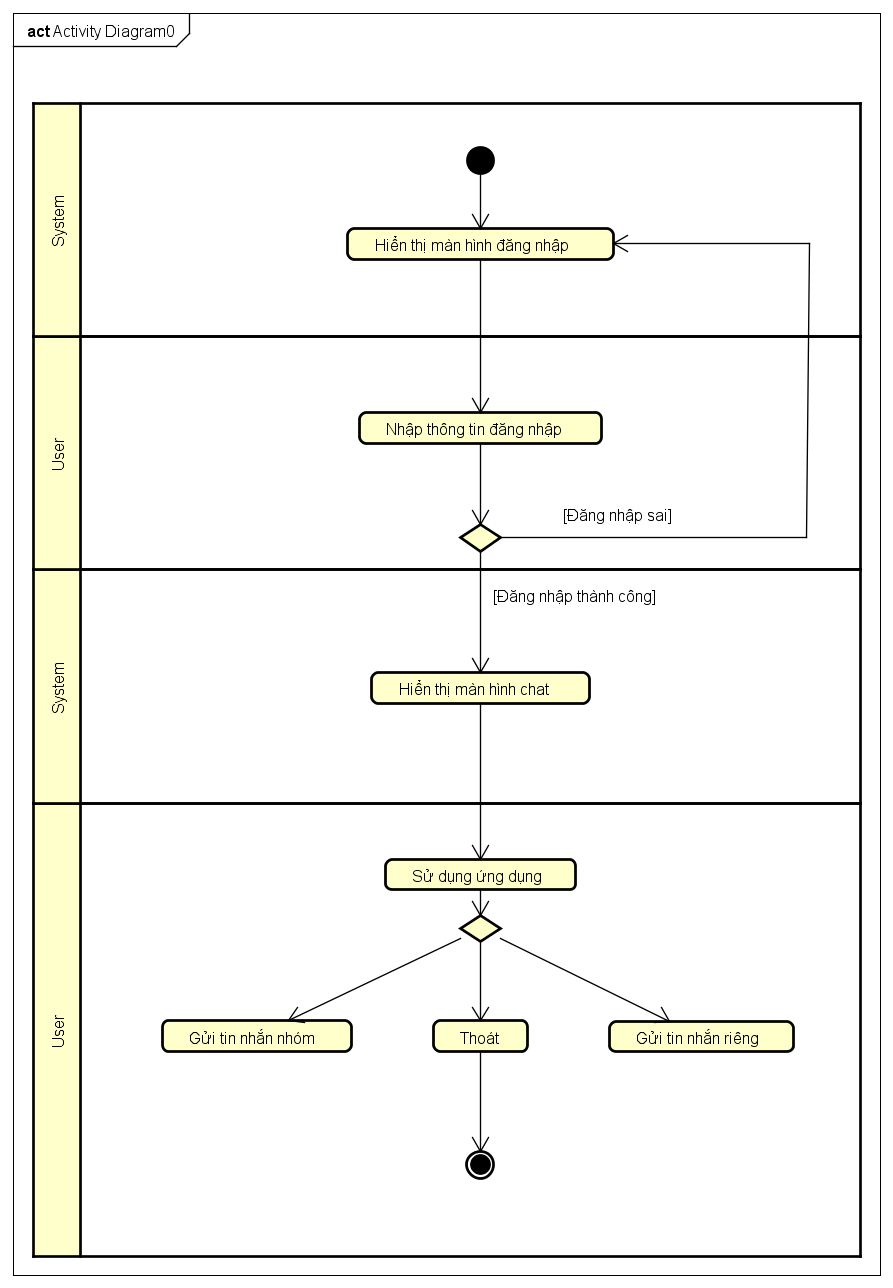 act Activity Diagram0
System
Hiển thị màn hình đăng nhập
User
Nhập thông tin đăng nhập
[Đăng nhập sai]
System
[Đăng nhập thành công]
Hiển thị màn hình chat
User
Sử dụng ứng dụng
Gửi tin nhắn nhóm
Thoát
Gửi tin nhắn riêng